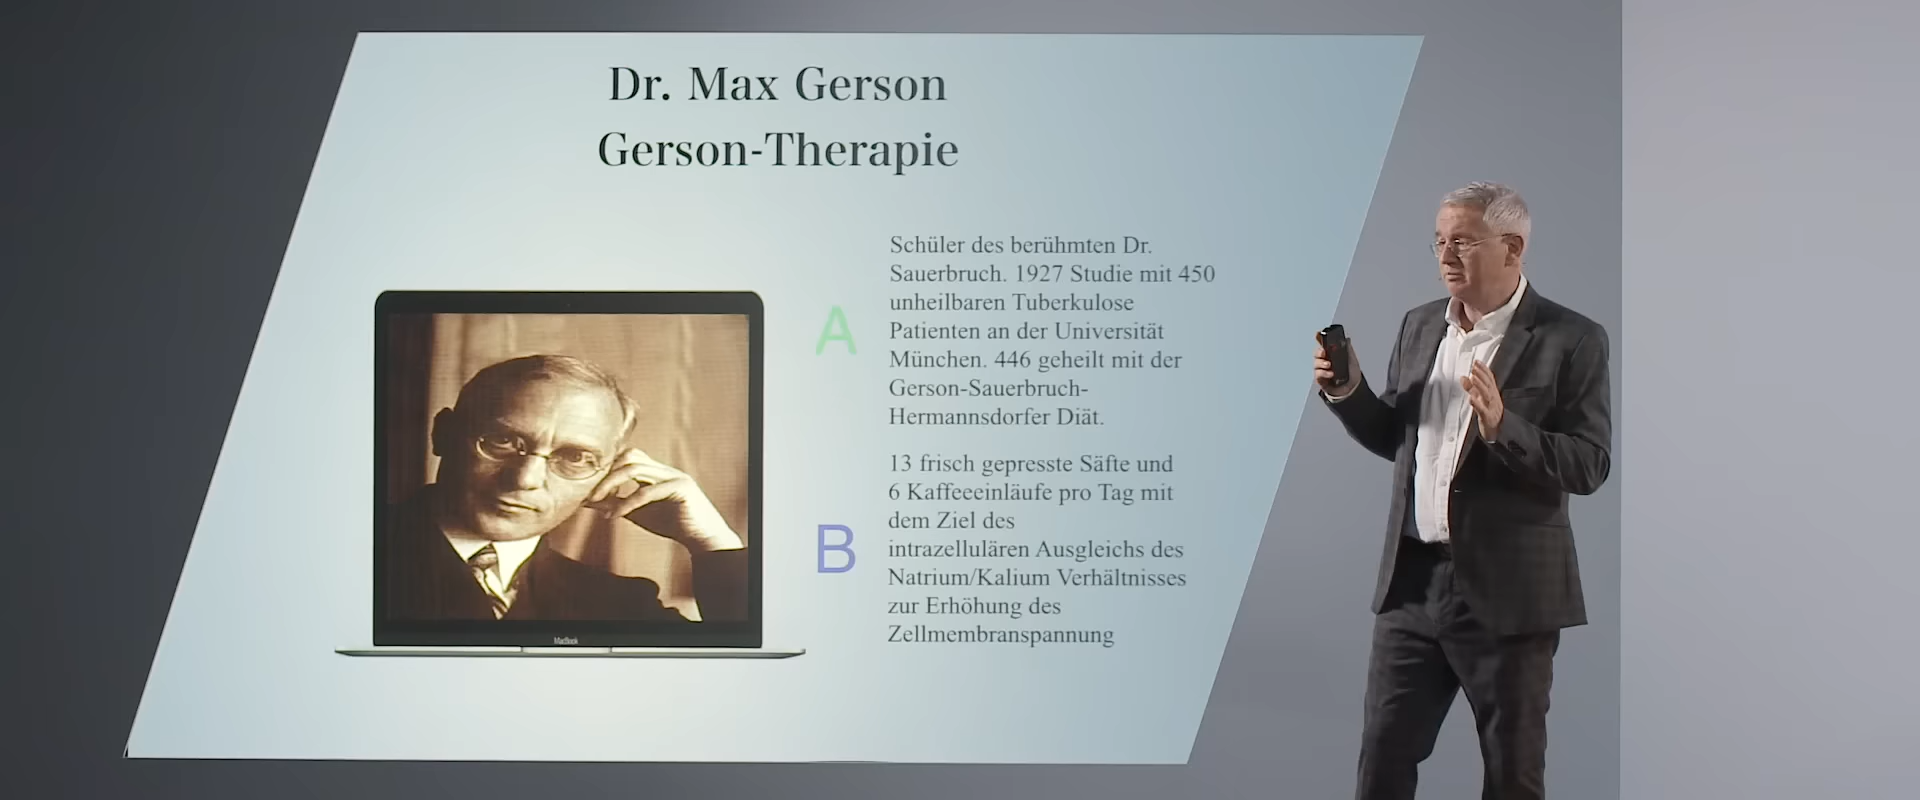 Dr. Max Gerson
Gerson-Therapie
A
Schüler des berühmten Dr.
Sauerbruch. 1927 Studie mit 450
unheilbaren Tuberkulose
Patienten an der Universität
München. 446 geheilt mit der
Gerson-Sauerbruch-
Hermannsdorfer Diät.
B
13 frisch gepresste Säfte und
6 Kaffeeeinläufe pro Tag mit
dem Ziel des
intrazellulären Ausgleichs des
Natrium/Kalium Verhältnisses
zur Erhöhung des
Zellmembranspannung
MacBook